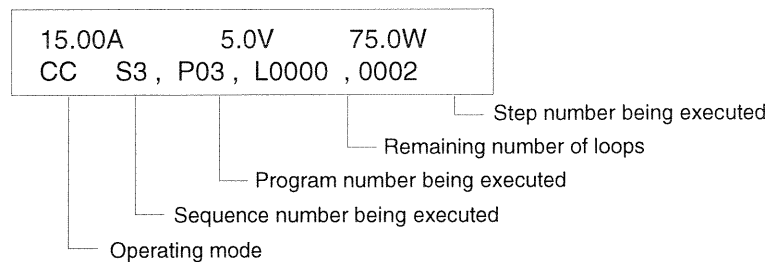 15.00A 5.0V 75.0W
CC S3 , P03 , L0000 , 0002
Step number being executed
Remaining number of loops
Program number being executed
Sequence number being executed
Operating mode